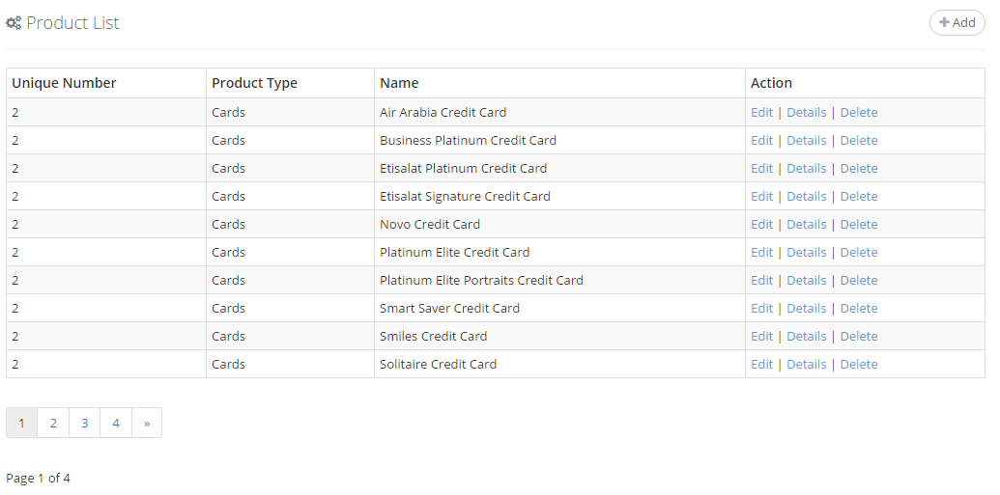 Product List
Add
Unique Number Product Type Name Action
2 Cards Air Arabia Credit Card Edit | Details | Delete
2 Cards Business Platinum Credit Card Edit | Details | Delete
2 Cards Etisalat Platinum Credit Card Edit | Details | Delete
2 Cards Etisalat Signature Credit Card Edit | Details | Delete
2 Cards Novo Credit Card Edit | Details | Delete
2 Cards Platinum Elite Credit Card Edit | Details | Delete
2 Cards Platinum Elite Portraits Credit Card Edit | Details | Delete
2 Cards Smart Saver Credit Card Edit | Details | Delete
2 Cards Smiles Credit Card Edit | Details | Delete
2 Cards Solitaire Credit Card Edit | Details | Delete
1 2 3 4 »
Page 1 of 4